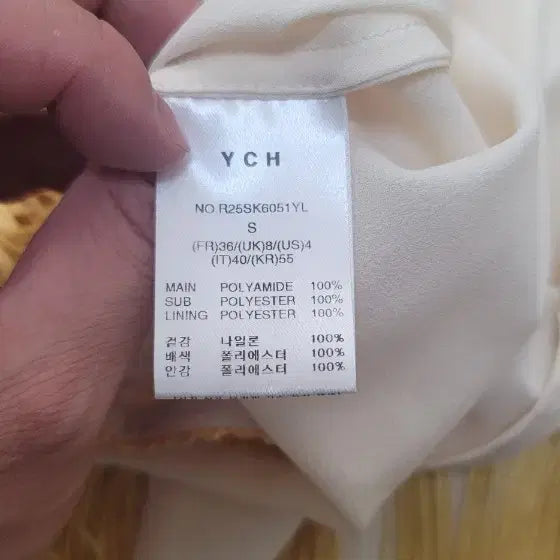 YCH
NO.R25SK6051YL
S
(FR)36/(UK)8/(US)4
(IT)40/(KR)55
MAIN POLYAMIDE 100%
SUB POLYESTER 100%
LINING POLYESTER 100%
겉감 나일론 100%
배색 폴리에스터 100%
안감 폴리에스터 100%